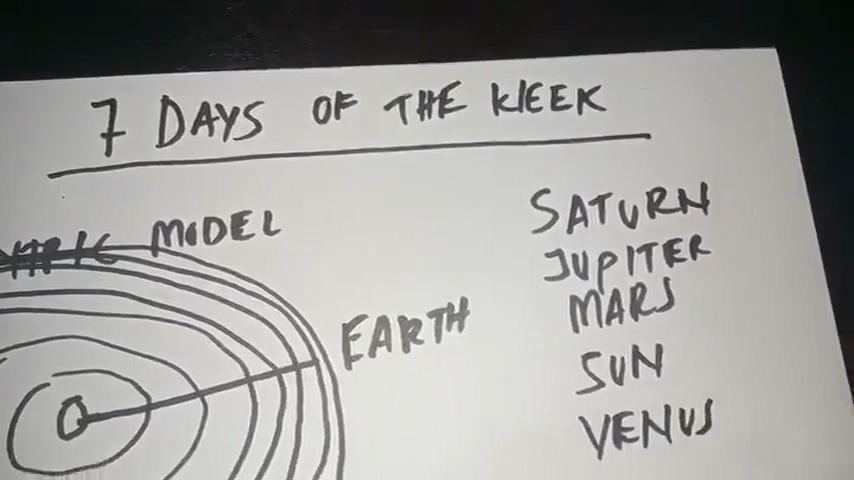 7 DAYS OF THE WEEK
MODEL
SATURN
JUPITER
MARS
EARTH
SUN
VENUS